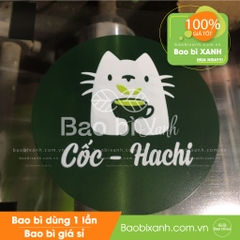 100%
GIÁ TỐT
Bao bì XANH
baobixanh.com.vn
Bao bì Xanh
Cốc - Hachi
Bao bì dùng 1 lần
Bao bì giá sỉ
Baobixanh.com.vn